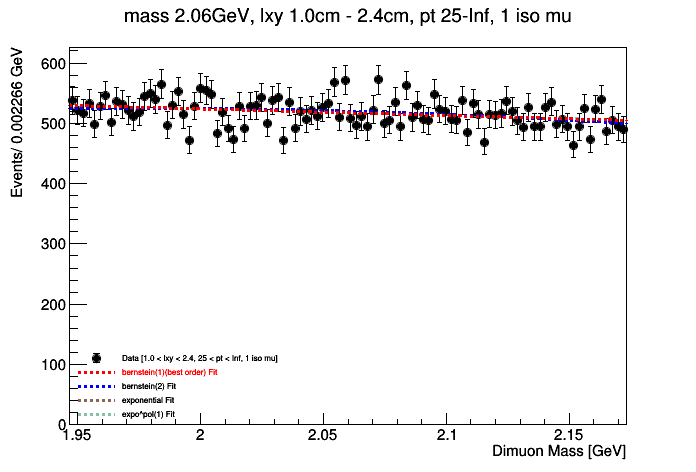 mass 2.06GeV, lxy 1.0cm - 2.4cm, pt 25-Inf, 1 iso mu
Events/ 0.002266 GeV
600
500
400
300
200
100
0
Data [1.0 < lxy < 2.4, 25 < pt < Inf, 1 iso mu]
bernstein(1)(best order) Fit
bernstein(2) Fit
exponential Fit
expo^pol(1) Fit
1.95 2 2.05 2.1 2.15
Dimuon Mass [GeV]